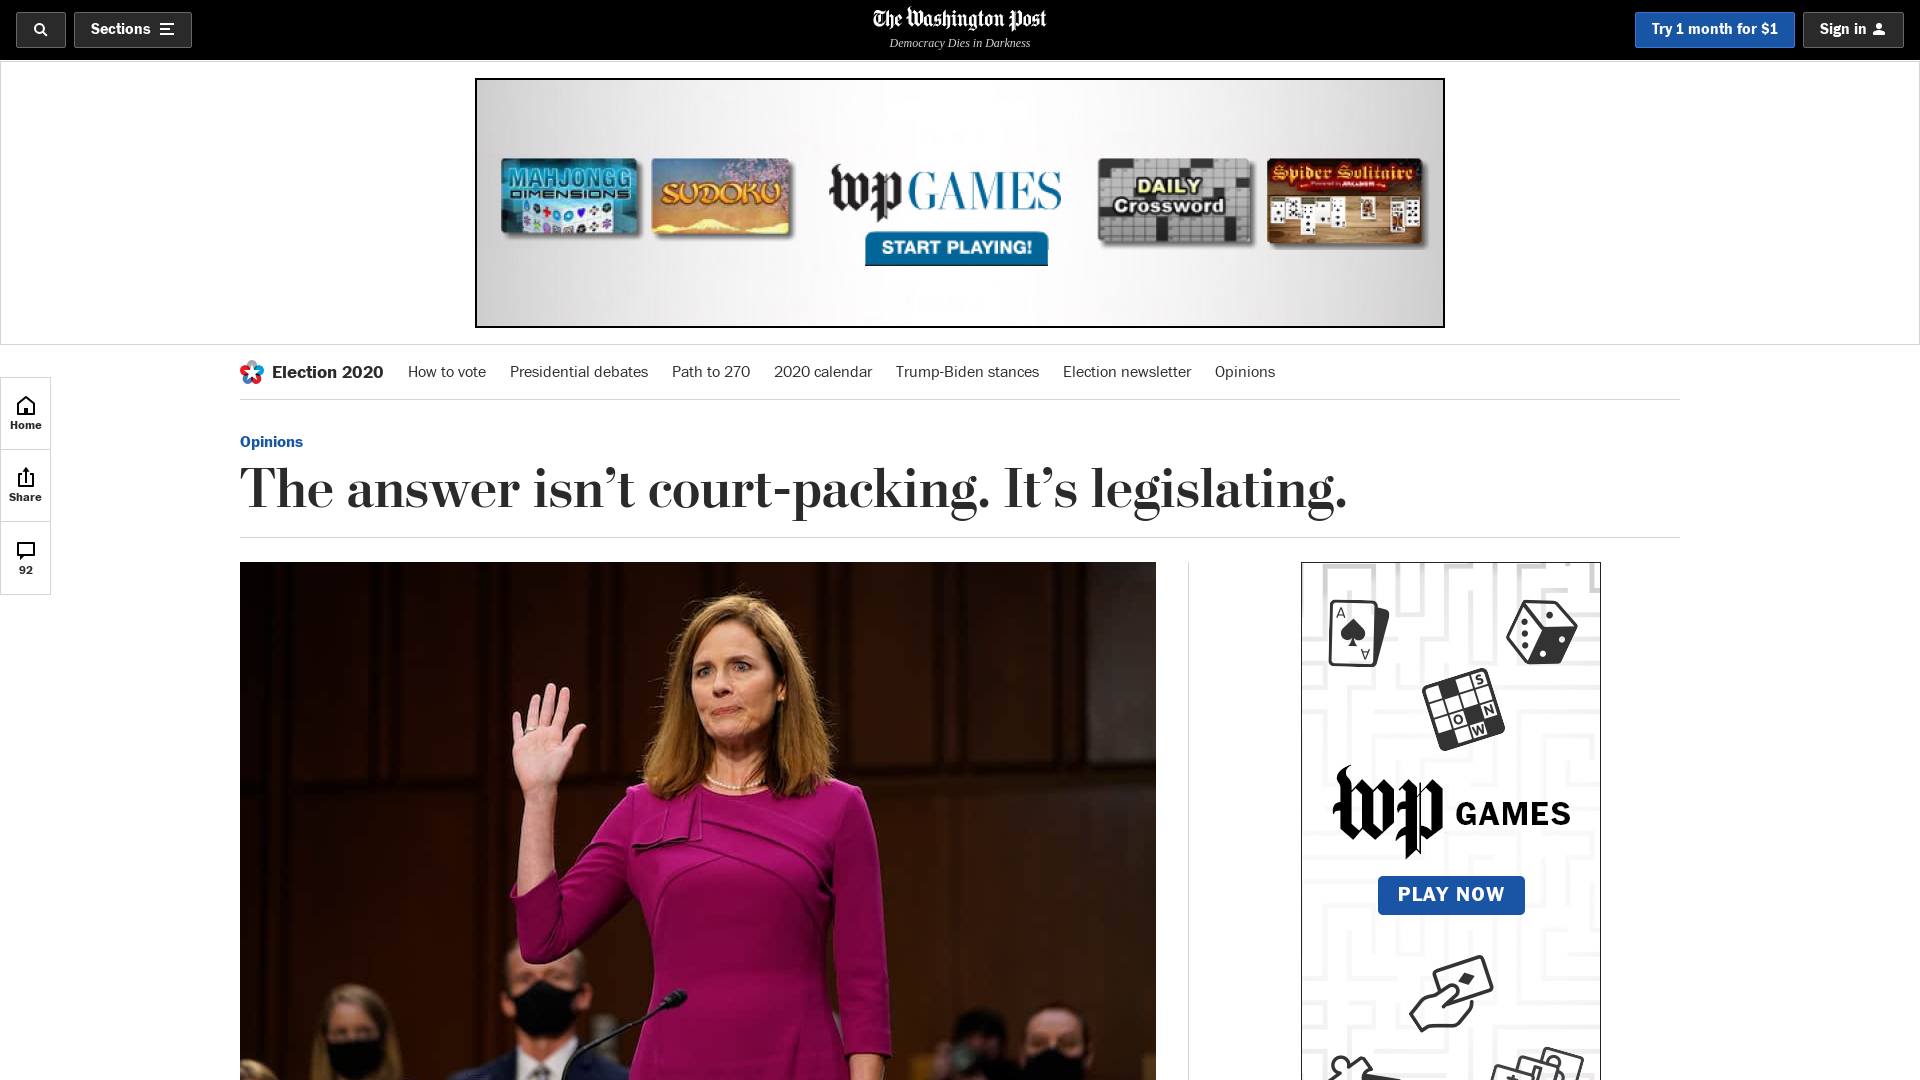 Sections
The Washington Post
Democracy Dies in Darkness
Try 1 month for $1
Sign in
MAHJONGG
DIMENSIONS
SUDOKU
wp GAMES
START PLAYING!
DAILY
Crossword
Spider Solitaire
Election 2020
How to vote
Presidential debates
Path to 270
2020 calendar
Trump-Biden stances
Election newsletter
Opinions
Home
Share
92
Opinions
The answer isn’t court-packing. It’s legislating.
A
A
S
O
N
W
wp GAMES
PLAY NOW